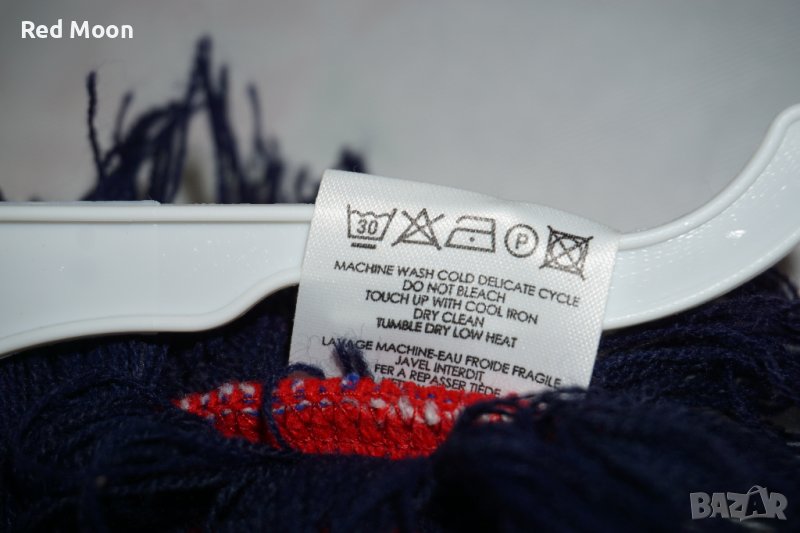 Red Moon
30 P
MACHINE WASH COLD DELICATE CYCLE
DO NOT BLEACH
TOUCH UP WITH COOL IRON
DRY CLEAN
TUMBLE DRY LOW HEAT
LAVAGE MACHINE-EAU FROIDE FRAGILE
JAVEL INTERDIT
FER A REPASSER TIÈDE
BAZAR